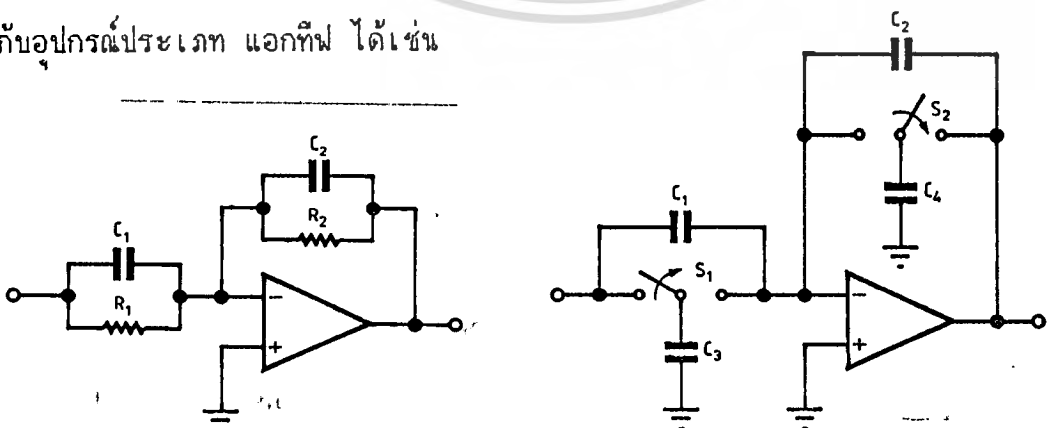 กับอุปกรณ์ประเภท แอกทีฟ ได้เช่น
C₂
C₂
S₂
C₄
C₂
R₂
C₁
R₁
−
+
C₁
S₁
C₃
−
+